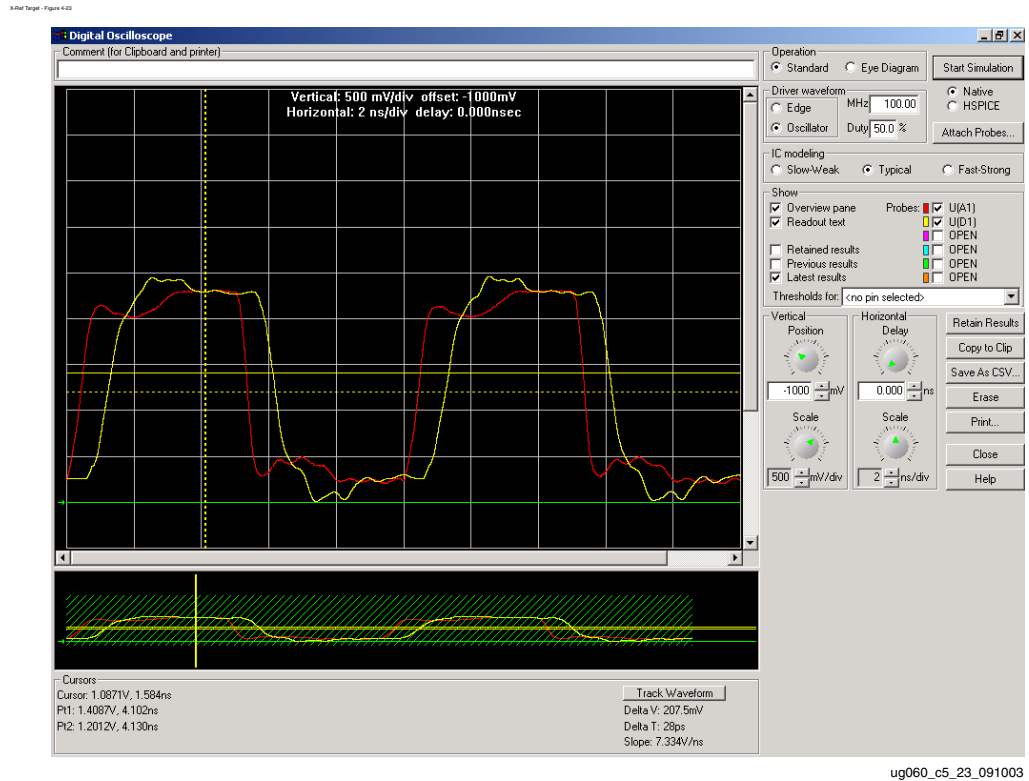 X-Ref Target - Figure 4-23
Digital Oscilloscope
Comment (for Clipboard and printer)
Vertical: 500 mV/div offset: -1000mV
Horizontal: 2 ns/div delay: 0.000nsec
Operation
Standard Eye Diagram
Start Simulation
Driver waveform
Edge
Oscillator
MHz 100.00
Duty 50.0 %
Native
HSPICE
Attach Probes...
IC modeling
Slow-Weak Typical Fast-Strong
Show
Overview pane Probes: U(A1)
Readout text U(D1)
OPEN
Retained results OPEN
Previous results OPEN
Latest results OPEN
Thresholds for: <no pin selected>
Vertical
Position
-1000 mV
Scale
500 mV/div
Horizontal
Delay
0.000 ns
Scale
2 ns/div
Retain Results
Copy to Clip
Save As CSV...
Erase
Print...
Close
Help
Cursors
Cursor: 1.0871V, 1.584ns
Pt1: 1.4087V, 4.102ns
Pt2: 1.2012V, 4.130ns
Track Waveform
Delta V: 207.5mV
Delta T: 28ps
Slope: 7.334V/ns
ug060_c5_23_091003